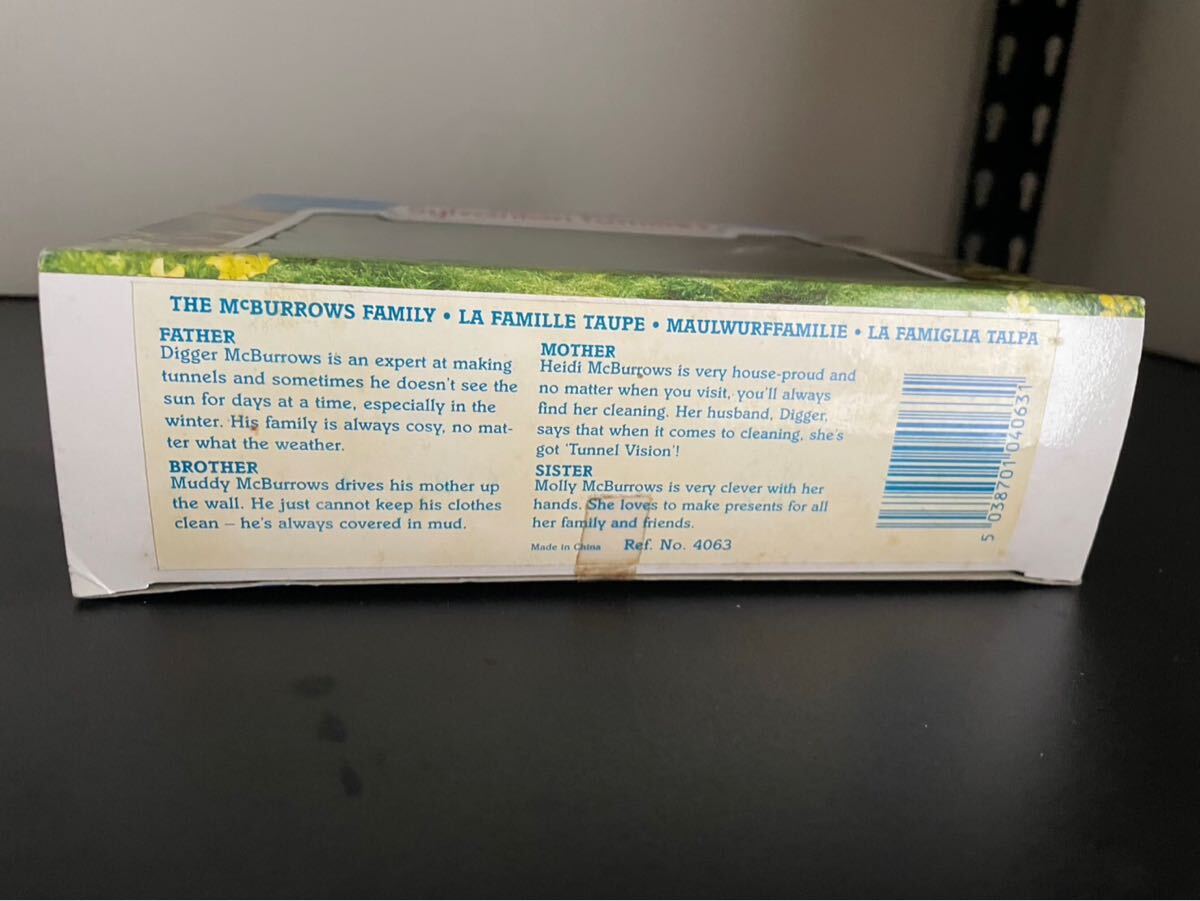 THE McBURROWS FAMILY • LA FAMILLE TAUPE • MAULWURFFAMILIE • LA FAMIGLIA TALPA
FATHER
Digger McBurrows is an expert at making
tunnels and sometimes he doesn't see the
sun for days at a time, especially in the
winter. His family is always cosy, no mat-
ter what the weather.
BROTHER
Muddy McBurrows drives his mother up
the wall. He just cannot keep his clothes
clean – he's always covered in mud.
MOTHER
Heidi McBurrows is very house-proud and
no matter when you visit, you'll always
find her cleaning. Her husband, Digger,
says that when it comes to cleaning, she's
got 'Tunnel Vision'!
SISTER
Molly McBurrows is very clever with her
hands. She loves to make presents for all
her family and friends.
Made in China Ref. No. 4063
5 038701 040631